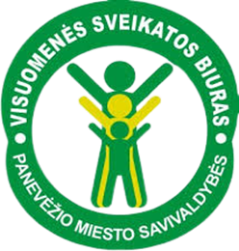 VISUOMENĖS SVEIKATOS BIURAS
PANEVĖŽIO MIESTO SAVIVALDYBĖS